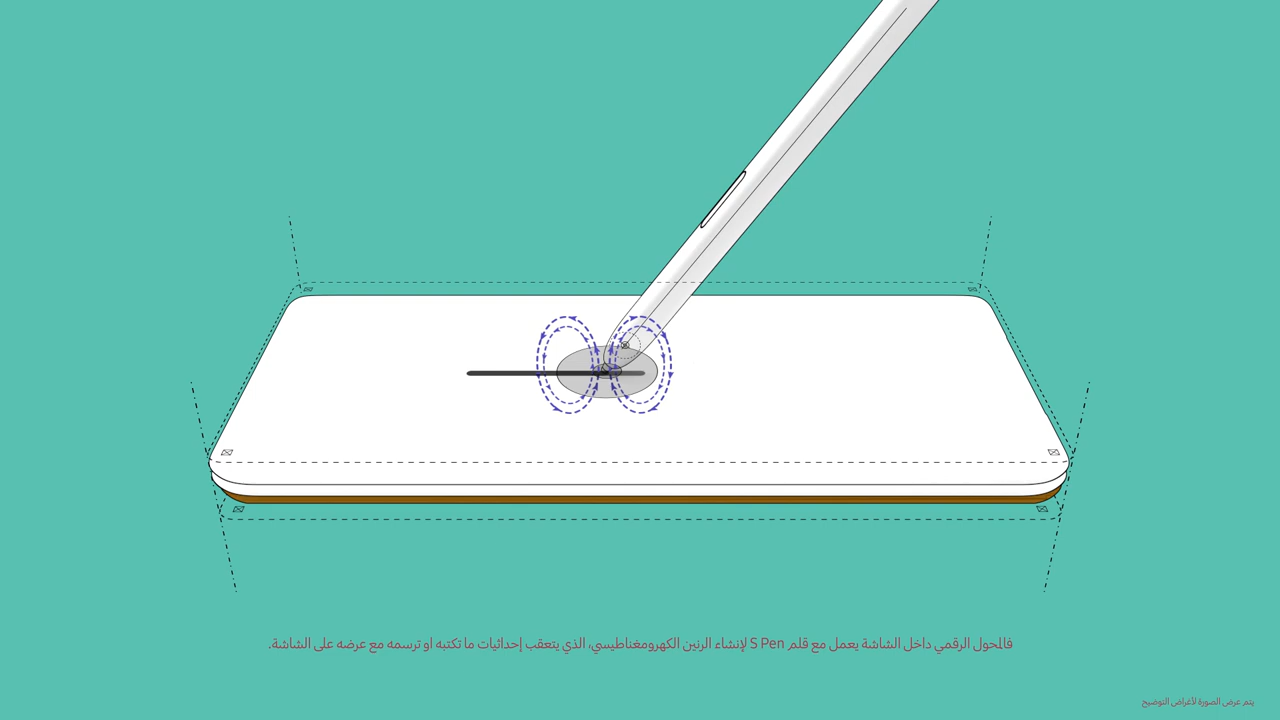 فالمحول الرقمي داخل الشاشة يعمل مع قلم S Pen لإنشاء الرنين الكهرومغناطيسي، الذي يتعقب إحداثيات ما تكتبه او ترسمه مع عرضه على الشاشة.
يتم عرض الصورة لأغراض التوضيح